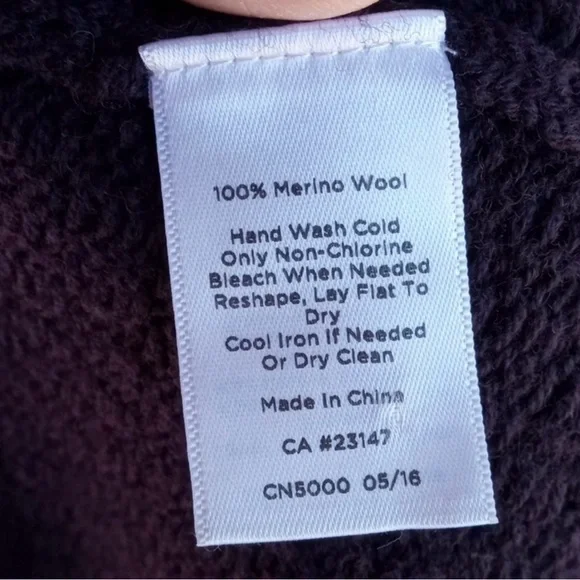 100% Merino Wool
Hand Wash Cold
Only Non-Chlorine
Bleach When Needed
Reshape, Lay Flat To
Dry
Cool Iron If Needed
Or Dry Clean
Made In China
CA #23147
CN5000 05/16